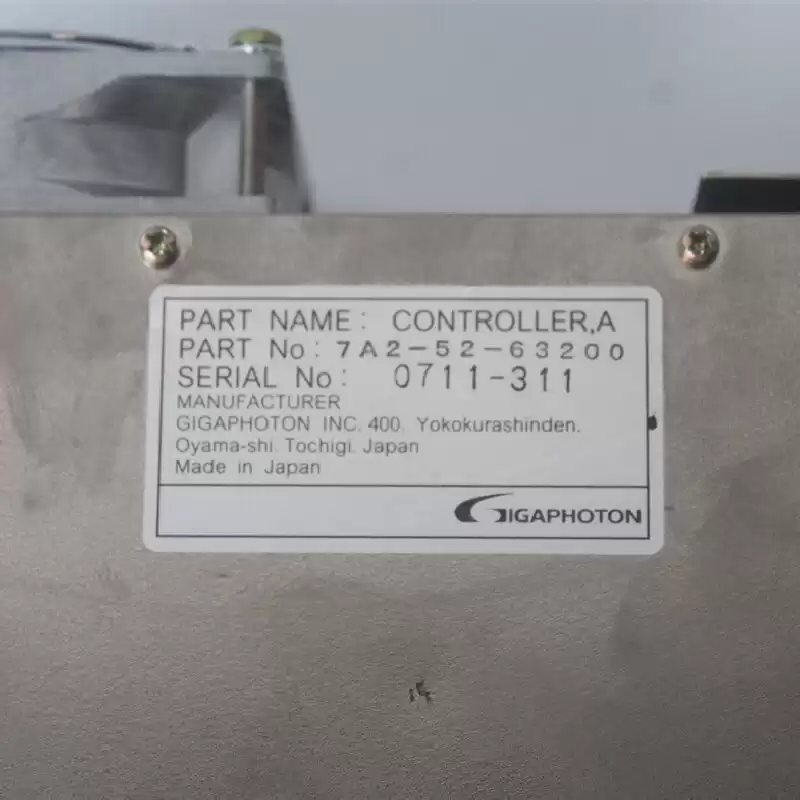 PART NAME: CONTROLLER,A
PART No: 7A2-52-63200
SERIAL No: 0711-311
MANUFACTURER
GIGAPHOTON INC. 400. Yokokurashinden.
Oyama-shi. Tochigi. Japan
Made in Japan
GIGAPHOTON